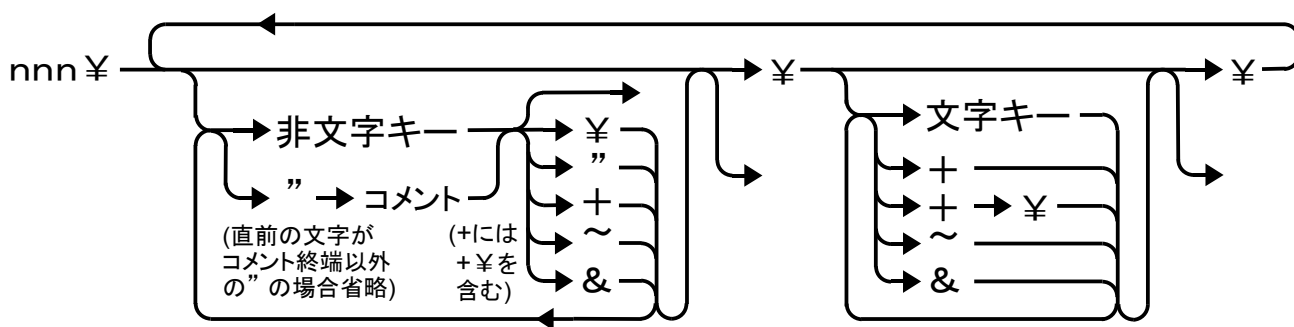 nnn¥
¥
¥
非文字キー
¥
文字キー
”
コメント
”
+
+
+ ¥
~
~
&
&
(直前の文字が
コメント終端以外
の”の場合省略)
(+には
+¥を
含む)